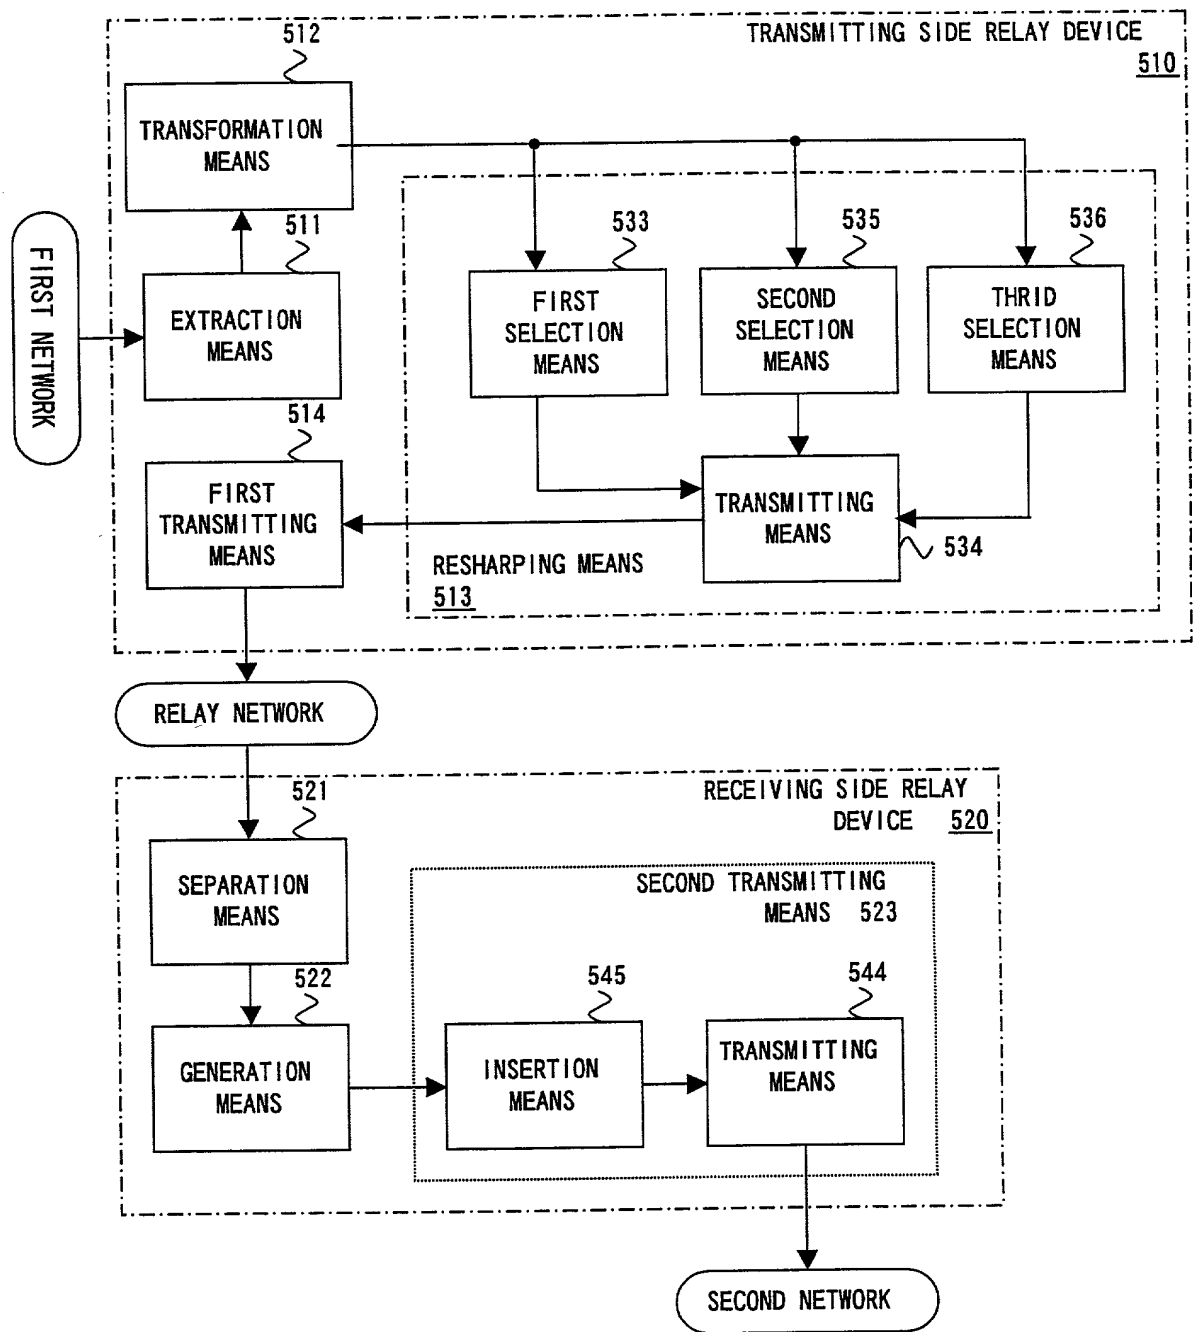 TRANSMITTING SIDE RELAY DEVICE
510
512
TRANSFORMATION
MEANS
FIRST NETWORK
511
EXTRACTION
MEANS
533
FIRST
SELECTION
MEANS
535
SECOND
SELECTION
MEANS
536
THRID
SELECTION
MEANS
514
FIRST
TRANSMITTING
MEANS
TRANSMITTING
MEANS
534
RESHARPING MEANS
513
RELAY NETWORK
RECEIVING SIDE RELAY
DEVICE 520
521
SEPARATION
MEANS
SECOND TRANSMITTING
MEANS 523
522
GENERATION
MEANS
545
INSERTION
MEANS
544
TRANSMITTING
MEANS
SECOND NETWORK